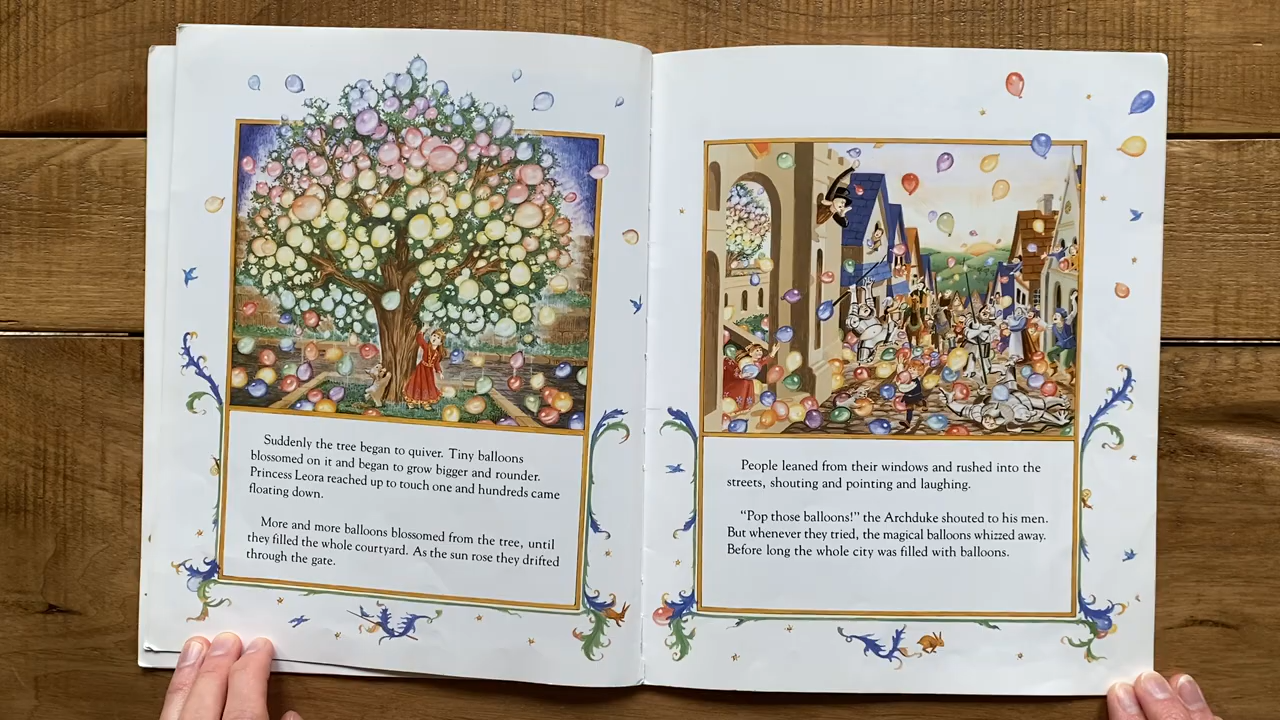 Suddenly the tree began to quiver. Tiny balloons
blossomed on it and began to grow bigger and rounder.
Princess Leora reached up to touch one and hundreds came
floating down.
More and more balloons blossomed from the tree, until
they filled the whole courtyard. As the sun rose they drifted
through the gate.
People leaned from their windows and rushed into the
streets, shouting and pointing and laughing.
“Pop those balloons!” the Archduke shouted to his men.
But whenever they tried, the magical balloons whizzed away.
Before long the whole city was filled with balloons.